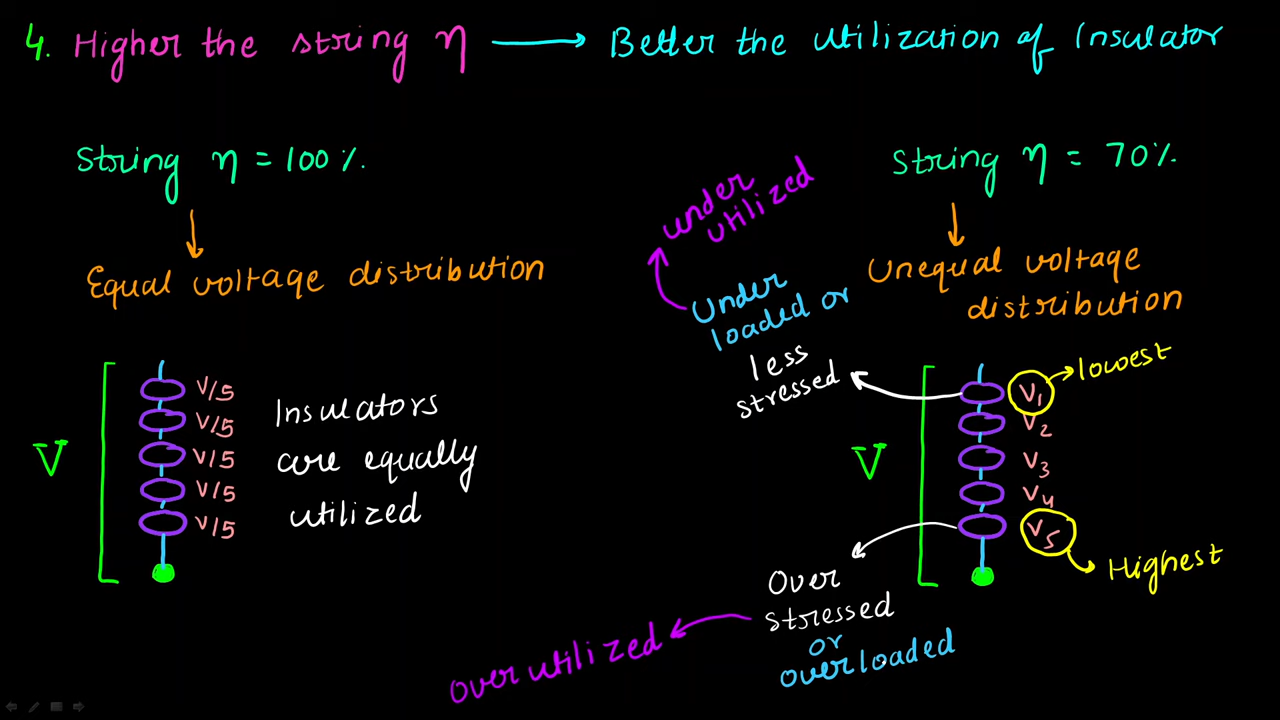 4. Higher the string η → Better the utilization of Insulator
String η = 100 %.
Equal voltage distribution
V
V/5
V/5
V/5
V/5
V/5
Insulators
are equally
utilized
String η = 70 %.
Unequal voltage
distribution
under
utilized
Under
loaded or
less
stressed
V
V1
V2
V3
V4
V5
lowest
Highest
Over
stressed
or
overloaded
over utilized